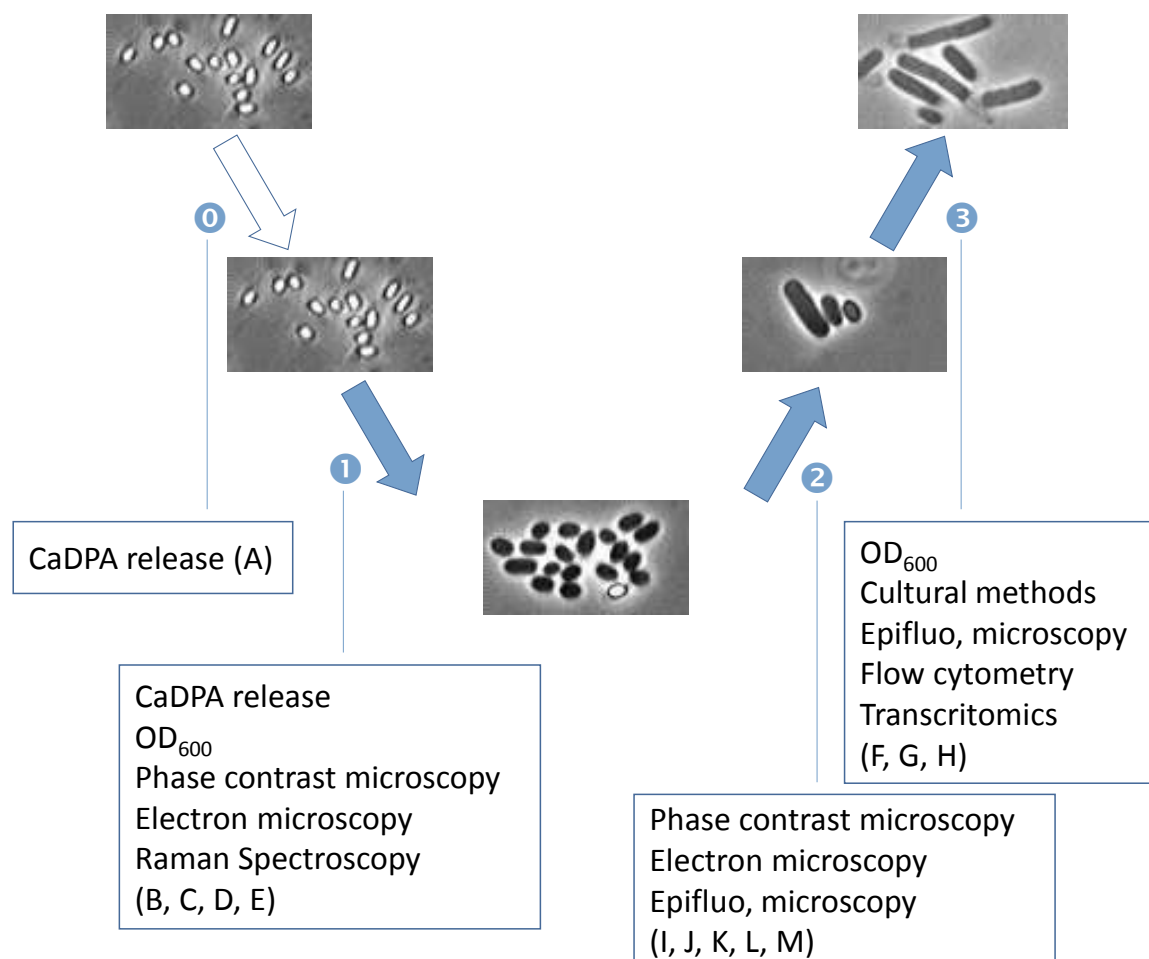 0
3
1
2
CaDPA release (A)
OD600
Cultural methods
Epifluo, microscopy
Flow cytometry
Transcritomics
(F, G, H)
CaDPA release
OD600
Phase contrast microscopy
Electron microscopy
Raman Spectroscopy
(B, C, D, E)
Phase contrast microscopy
Electron microscopy
Epifluo, microscopy
(I, J, K, L, M)